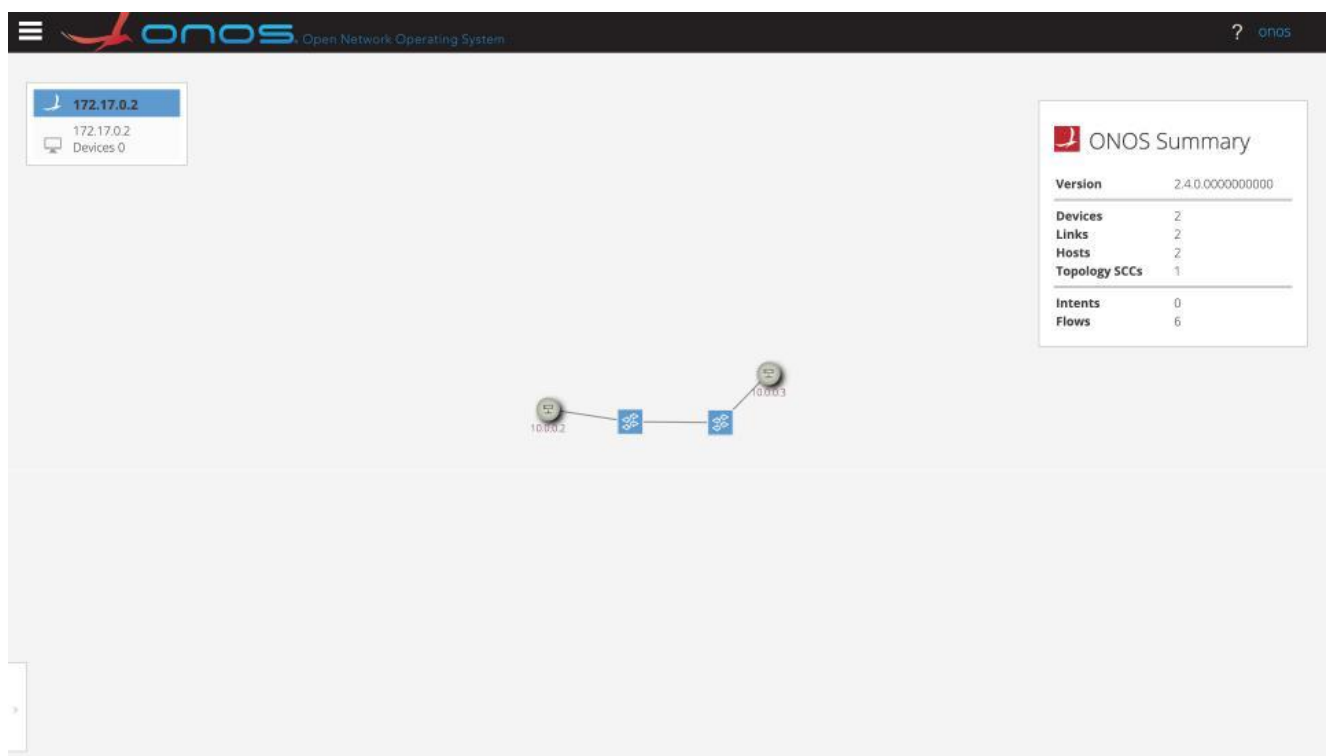 onos Open Network Operating System
? onos
172.17.0.2
172.17.0.2
Devices 0
ONOS Summary
Version 2.4.0.0000000000
Devices 2
Links 2
Hosts 2
Topology SCCs 1
Intents 0
Flows 6
10.0.0.3
10.0.0.2